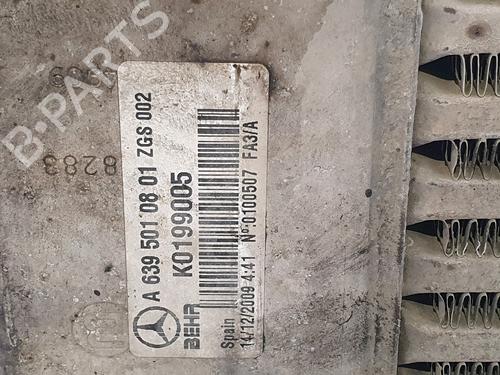 A 639 501 08 01 ZGS 002
K0199005
BEHR
Spain
14/12/2009 4:41 Nº:0100507 FA3/A
8283
B-PARTS